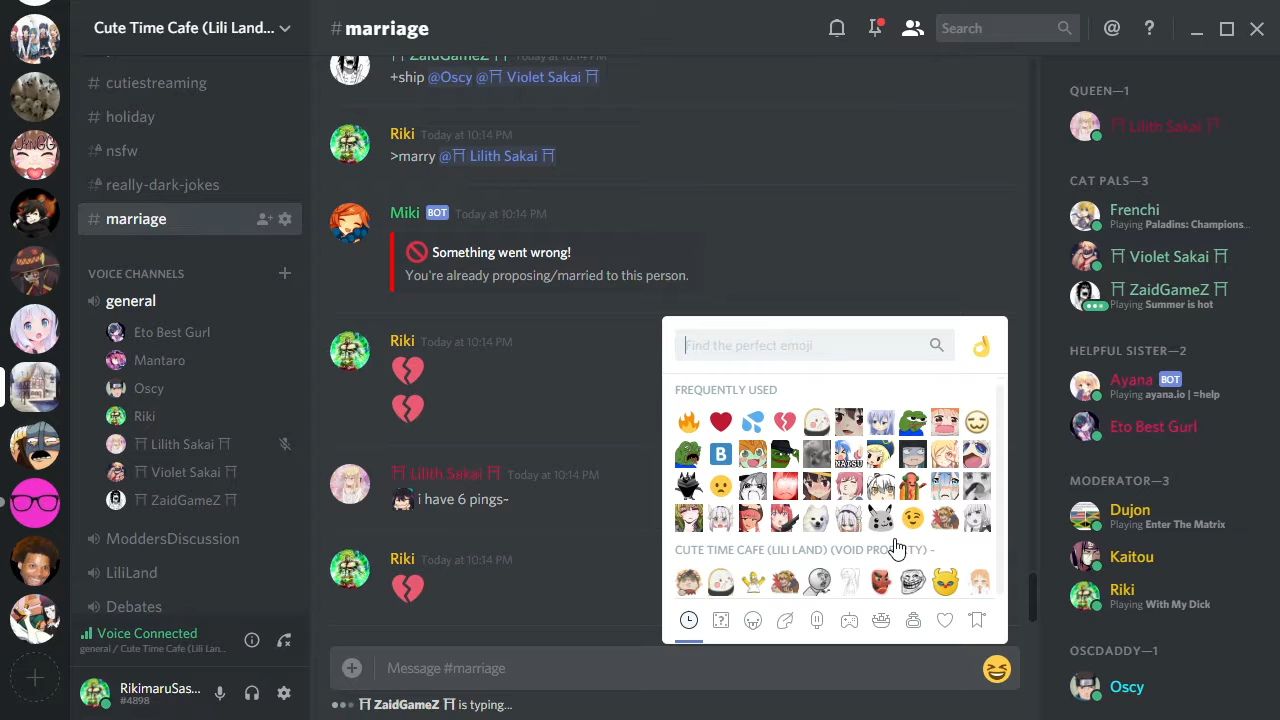 Cute Time Cafe (Lili Land...
# cutiestreaming
# holiday
# nsfw
# really-dark-jokes
# marriage
VOICE CHANNELS
general
Eto Best Gurl
Mantaro
Oscy
Riki
⛩ Lilith Sakai ⛩
⛩ Violet Sakai ⛩
⛩ ZaidGameZ ⛩
ModdersDiscussion
LiliLand
Debates
Voice Connected
general / Cute Time Cafe (Lili Lan...
RikimaruSas...
#4898
#marriage
Search
⛩ ZaidGameZ ⛩ Today at 10:14 PM
+ship @Oscy @⛩ Violet Sakai ⛩
Riki Today at 10:14 PM
>marry @⛩ Lilith Sakai ⛩
Miki BOT Today at 10:14 PM
Something went wrong!
You're already proposing/married to this person.
Riki Today at 10:14 PM
⛩ Lilith Sakai ⛩ Today at 10:14 PM
i have 6 pings-
Riki Today at 10:14 PM
Find the perfect emoji
FREQUENTLY USED
B
NATSU
CUTE TIME CAFE (LILI LAND) (VOID
Message #marriage
⛩ ZaidGameZ ⛩ is typing...
QUEEN—1
⛩ Lilith Sakai ⛩
CAT PALS—3
Frenchi
Playing Paladins: Champions...
⛩ Violet Sakai ⛩
⛩ ZaidGameZ ⛩
Playing Summer is hot
HELPFUL SISTER—2
Ayana BOT
Playing ayana.io | =help
Eto Best Gurl
MODERATOR—3
Dujon
Playing Enter The Matrix
Kaitou
Riki
Playing With My Dick
OSCDADDY—1
Oscy